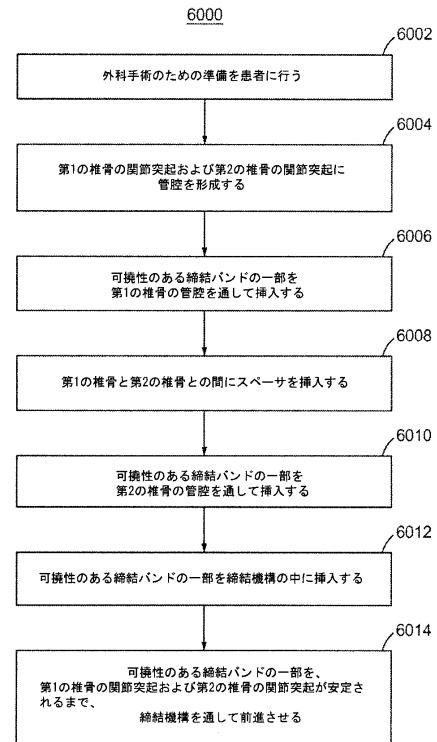 6000
6002
外科手術のための準備を患者に行う
6004
第1の椎骨の関節突起および第2の椎骨の関節突起に
管腔を形成する
6006
可撓性のある締結バンドの一部を
第1の椎骨の管腔を通して挿入する
6008
第1の椎骨と第2の椎骨との間にスペーサを挿入する
6010
可撓性のある締結バンドの一部を
第2の椎骨の管腔を通して挿入する
6012
可撓性のある締結バンドの一部を締結機構の中に挿入する
6014
可撓性のある締結バンドの一部を、
第1の椎骨の関節突起および第2の椎骨の関節突起が安定さ
れるまで、
締結機構を通して前進させる